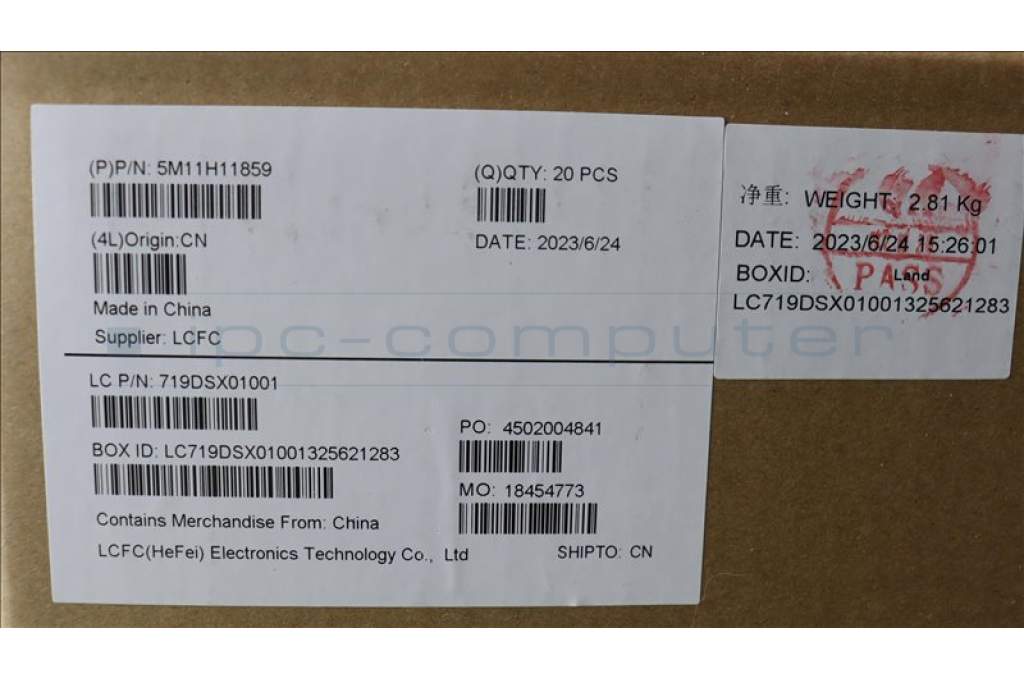 (P)P/N: 5M11H11859
(Q)QTY: 20 PCS
(4L)Origin:CN
DATE: 2023/6/24
Made in China
Supplier: LCFC
LC P/N: 719DSX01001
PO: 4502004841
BOX ID: LC719DSX01001325621283
MO: 18454773
Contains Merchandise From: China
LCFC(HeFei) Electronics Technology Co., Ltd
SHIPTO: CN
净重: WEIGHT: 2.81 Kg
DATE: 2023/6/24 15:26:01
BOXID: Land
LC719DSX01001325621283
PASS
ipc-computer